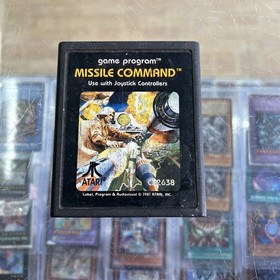 game program™
MISSILE COMMAND™
Use with Joystick Controllers
ATARI
CX2638
Label, Program & Audiovisual © 1981 ATARI, INC.